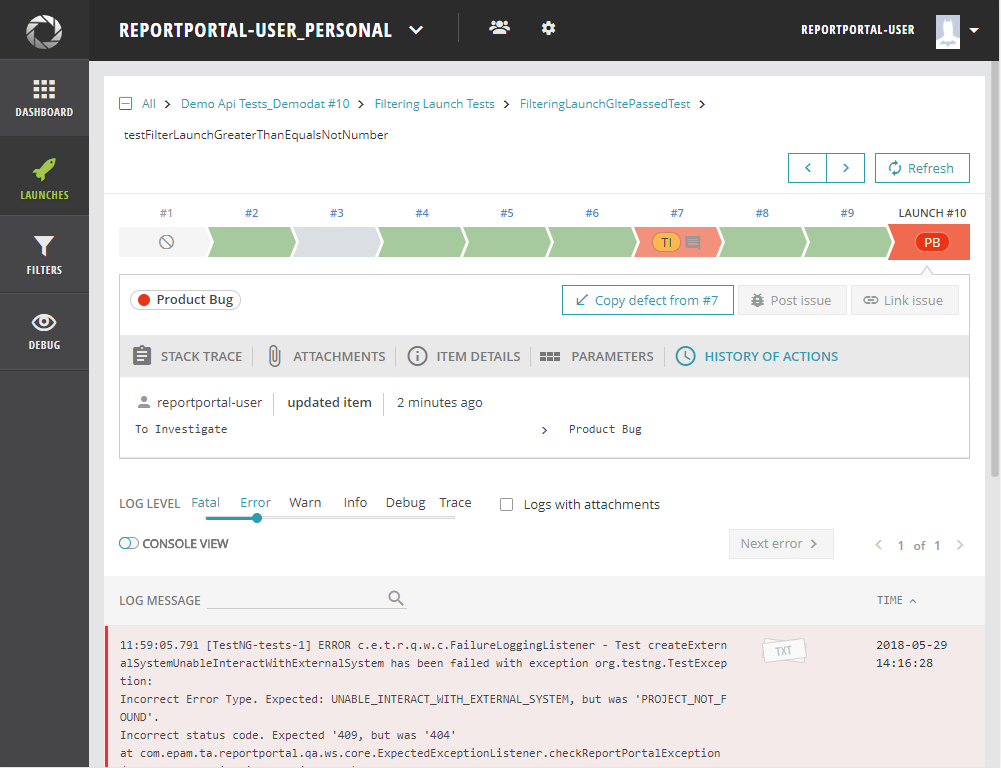 REPORTPORTAL-USER_PERSONAL
REPORTPORTAL-USER
DASHBOARD
LAUNCHES
FILTERS
DEBUG
All > Demo Api Tests_Demodat #10 > Filtering Launch Tests > FilteringLaunchGltePassedTest >
testFilterLaunchGreaterThanEqualsNotNumber
< > Refresh
#1 #2 #3 #4 #5 #6 #7 #8 #9 LAUNCH #10
TI PB
Product Bug Copy defect from #7 Post issue Link issue
STACK TRACE ATTACHMENTS ITEM DETAILS PARAMETERS HISTORY OF ACTIONS
reportportal-user updated item 2 minutes ago
To Investigate > Product Bug
LOG LEVEL Fatal Error Warn Info Debug Trace Logs with attachments
CONSOLE VIEW Next error > < 1 of 1 >
LOG MESSAGE TIME
11:59:05.791 [TestNG-tests-1] ERROR c.e.t.r.q.w.c.FailureLoggingListener - Test createExtern
alSystemUnableInteractWithExternalSystem has been failed with exception org.testng.TestExcep
tion:
Incorrect Error Type. Expected: UNABLE_INTERACT_WITH_EXTERNAL_SYSTEM, but was 'PROJECT_NOT_F
OUND'.
Incorrect status code. Expected '409, but was '404'
at com.epam.ta.reportportal.qa.ws.core.ExpectedExceptionListener.checkReportPortalException
TXT
2018-05-29
14:16:28